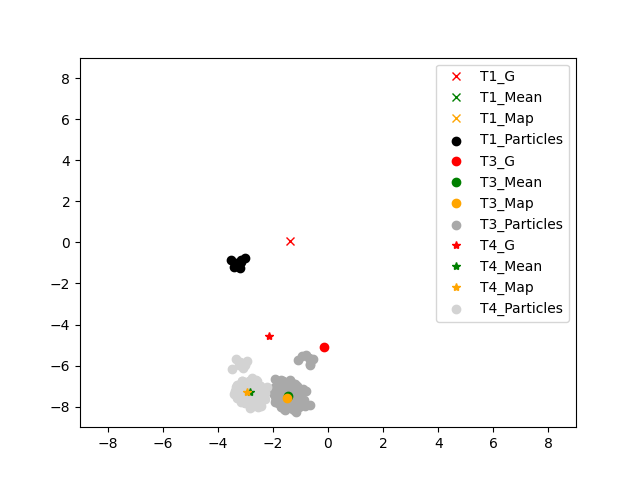 8
6
4
2
0
−2
−4
−6
−8
−8 −6 −4 −2 0 2 4 6 8
T1_G
T1_Mean
T1_Map
T1_Particles
T3_G
T3_Mean
T3_Map
T3_Particles
T4_G
T4_Mean
T4_Map
T4_Particles